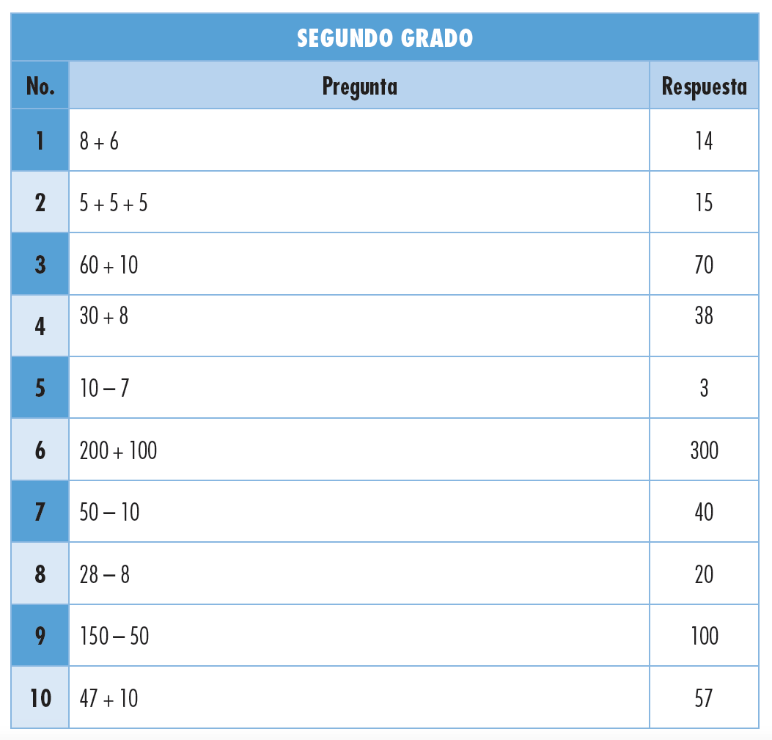 SEGUNDO GRADO
No. Pregunta Respuesta
1 8 + 6 14
2 5 + 5 + 5 15
3 60 + 10 70
4 30 + 8 38
5 10 – 7 3
6 200 + 100 300
7 50 – 10 40
8 28 – 8 20
9 150 – 50 100
10 47 + 10 57